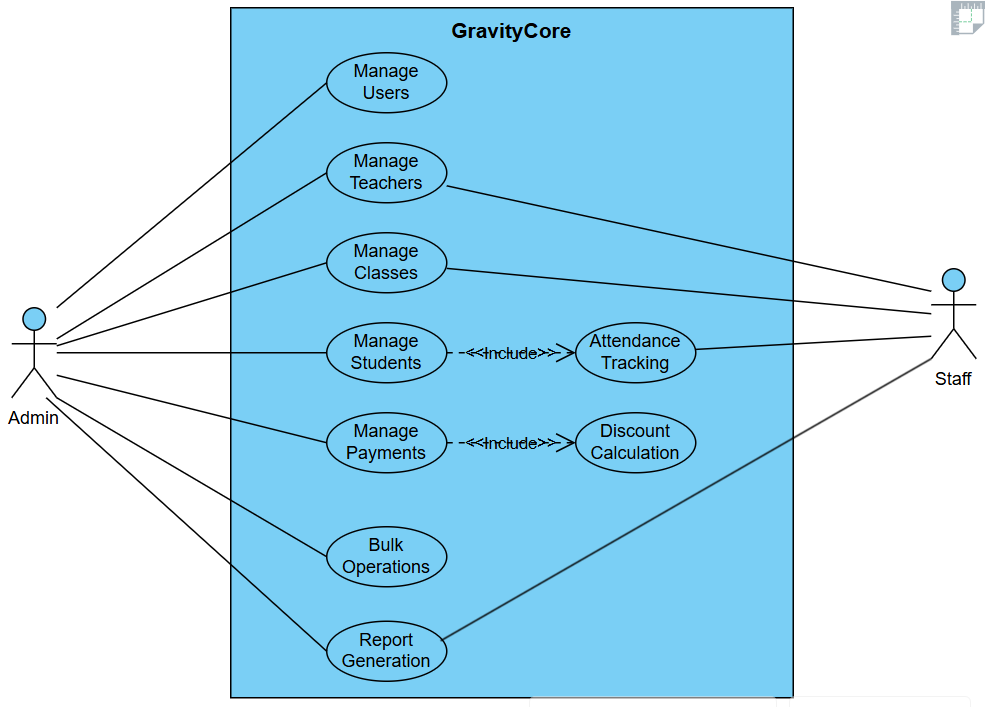 GravityCore
Manage
Users
Manage
Teachers
Manage
Classes
Manage
Students
<<Include>>
Attendance
Tracking
Manage
Payments
<<Include>>
Discount
Calculation
Bulk
Operations
Report
Generation
Admin
Staff